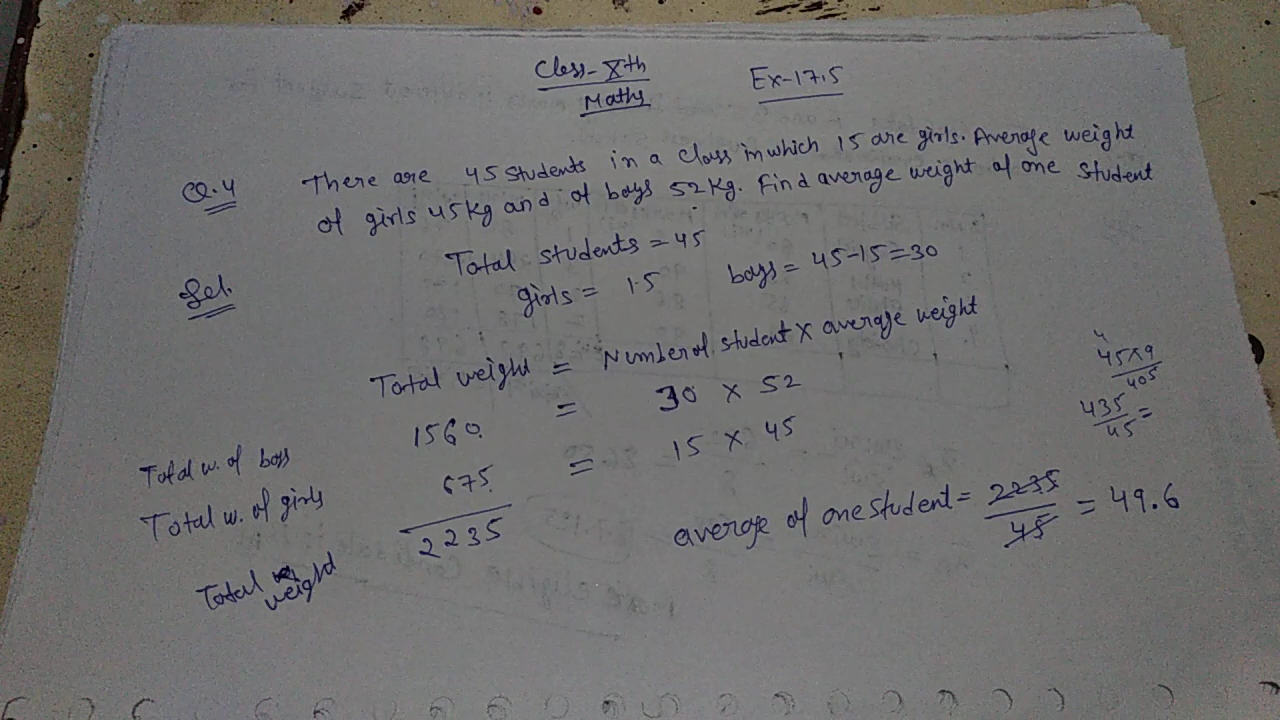 Class-Xth
Maths
Ex-17.5
Q.4 There are 45 students in a class in which 15 are girls. Average weight
of girls 45kg and of boys 52kg. Find average weight of one student
Sol. Total students = 45
girls = 15 boys = 45-15=30
Total weight = Number of student x average weight
Total w. of boys 1560. = 30 x 52
Total w. of girls 675. = 15 x 45
Total weight 2235
average of one student = 2235/45 = 49.6
4
45x9
405
435/45 =